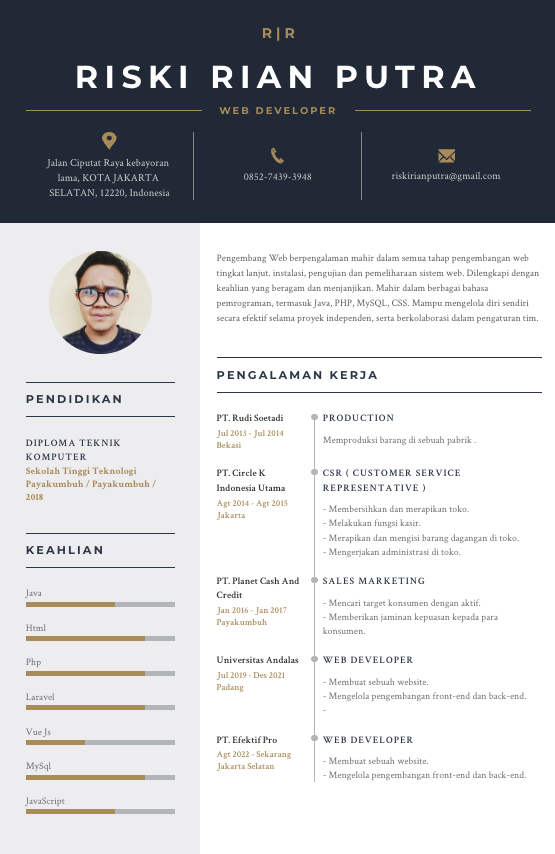 R|R
RISKI RIAN PUTRA
WEB DEVELOPER
Jalan Ciputat Raya kebayoran
lama, KOTA JAKARTA
SELATAN, 12220, Indonesia
0852-7439-3948
riskirianputra@gmail.com
PENDIDIKAN
DIPLOMA TEKNIK
KOMPUTER
Sekolah Tinggi Teknologi
Payakumbuh / Payakumbuh /
2018
KEAHLIAN
Java
Html
Php
Laravel
Vue Js
MySql
JavaScript
Pengembang Web berpengalaman mahir dalam semua tahap pengembangan web
tingkat lanjut. instalasi, pengujian dan pemeliharaan sistem web. Dilengkapi dengan
keahlian yang beragam dan menjanjikan. Mahir dalam berbagai bahasa
pemrograman, termasuk Java, PHP, MySQL, CSS. Mampu mengelola diri sendiri
secara efektif selama proyek independen, serta berkolaborasi dalam pengaturan tim.
PENGALAMAN KERJA
PT. Rudi Soetadi
Jul 2013 - Jul 2014
Bekasi
PRODUCTION
Memproduksi barang di sebuah pabrik .
PT. Circle K
Indonesia Utama
Agt 2014 - Agt 2015
Jakarta
CSR ( CUSTOMER SERVICE
REPRESENTATIVE )
- Membersihkan dan merapikan toko.
- Melakukan fungsi kasir.
- Merapikan dan mengisi barang dagangan di toko.
- Mengerjakan administrasi di toko.
PT. Planet Cash And
Credit
Jan 2016 - Jan 2017
Payakumbuh
SALES MARKETING
- Mencari target konsumen dengan aktif.
- Memberikan jaminan kepuasan kepada para
konsumen.
Universitas Andalas
Jul 2019 - Des 2021
Padang
WEB DEVELOPER
- Membuat sebuah website.
- Mengelola pengembangan front-end dan back-end.
-
PT. Efektif Pro
Agt 2022 - Sekarang
Jakarta Selatan
WEB DEVELOPER
- Membuat sebuah website.
- Mengelola pengembangan front-end dan back-end.